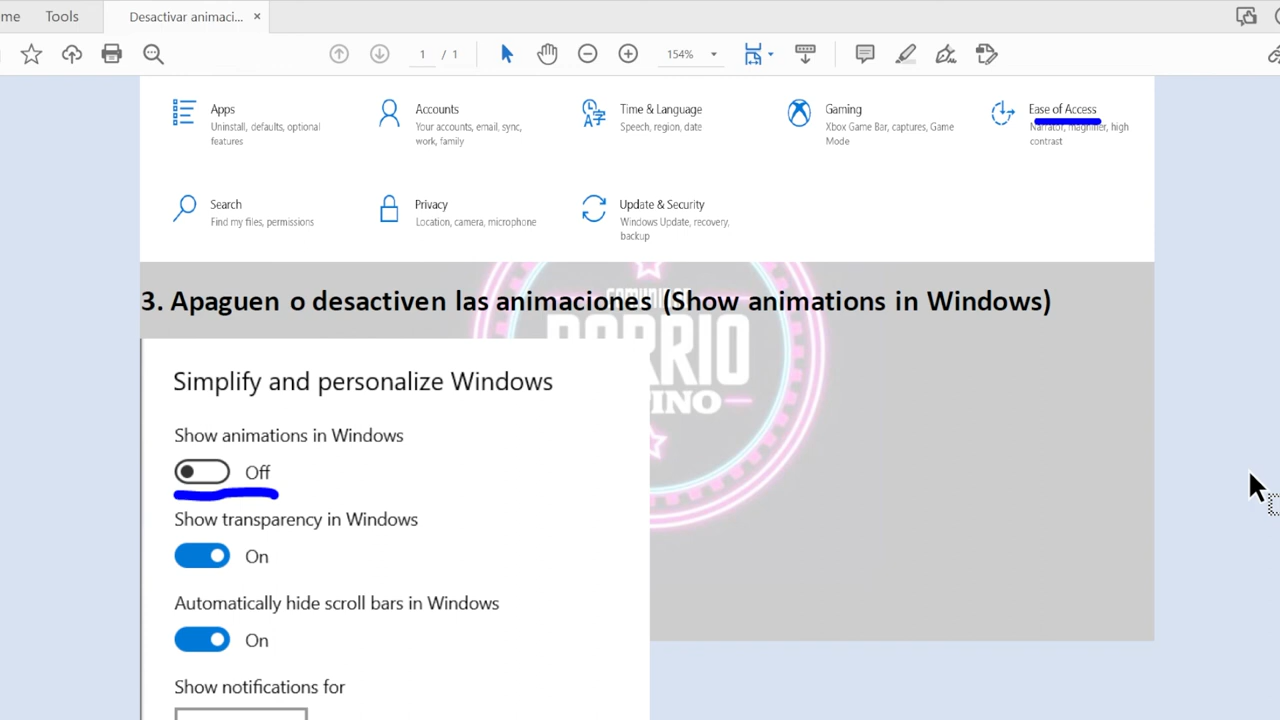 me Tools Desactivar animaci... ×
1 / 1 154%
Apps
Uninstall, defaults, optional
features
Accounts
Your accounts, email, sync,
work, family
Time & Language
Speech, region, date
Gaming
Xbox Game Bar, captures, Game
Mode
Ease of Access
Narrator, magnifier, high
contrast
Search
Find my files, permissions
Privacy
Location, camera, microphone
Update & Security
Windows Update, recovery,
backup
3. Apaguen o desactiven las animaciones (Show animations in Windows)
BARRIO
Simplify and personalize Windows
Show animations in Windows
Off
Show transparency in Windows
On
Automatically hide scroll bars in Windows
On
Show notifications for